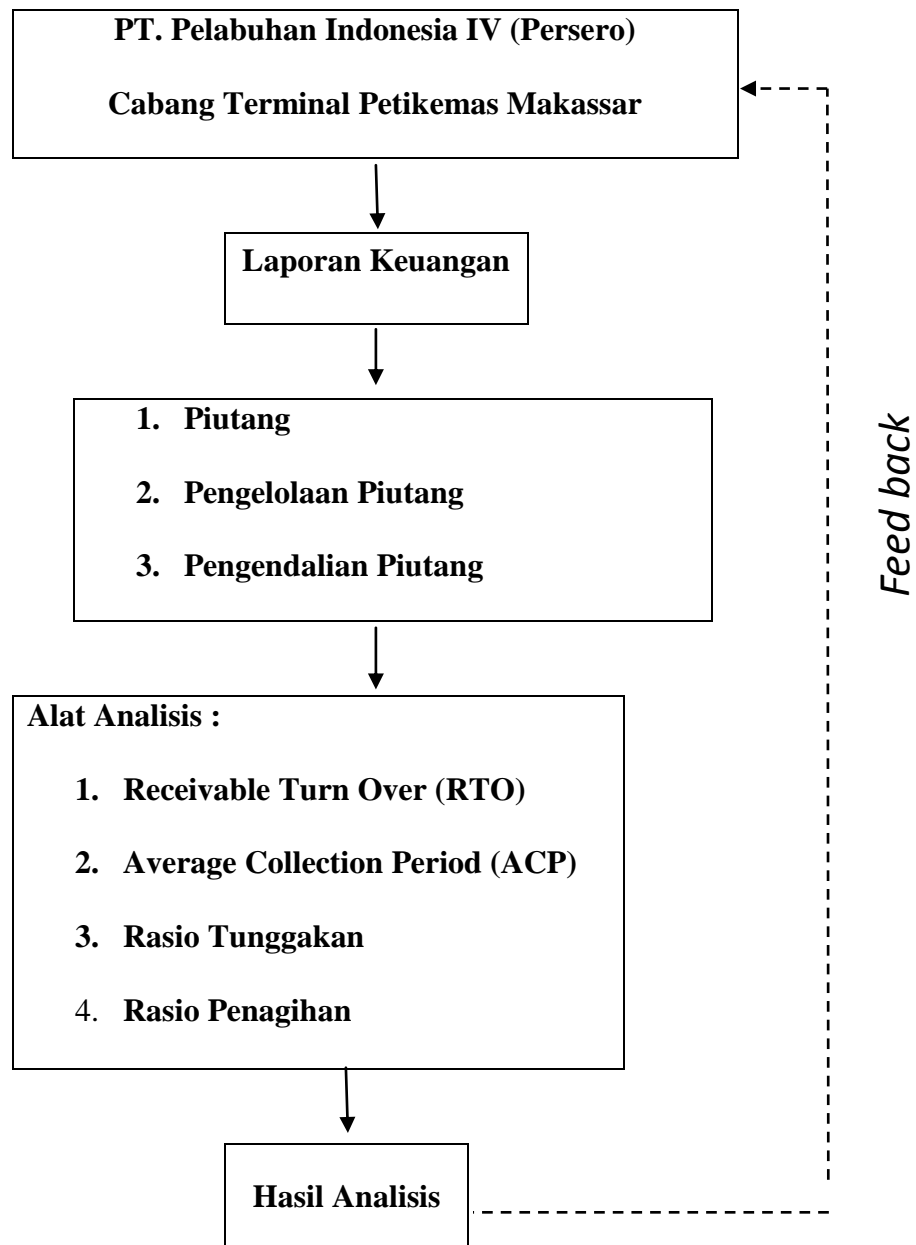 PT. Pelabuhan Indonesia IV (Persero)
Cabang Terminal Petikemas Makassar
Laporan Keuangan
1. Piutang
2. Pengelolaan Piutang
3. Pengendalian Piutang
Feed back
Alat Analisis :
1. Receivable Turn Over (RTO)
2. Average Collection Period (ACP)
3. Rasio Tunggakan
4. Rasio Penagihan
Hasil Analisis